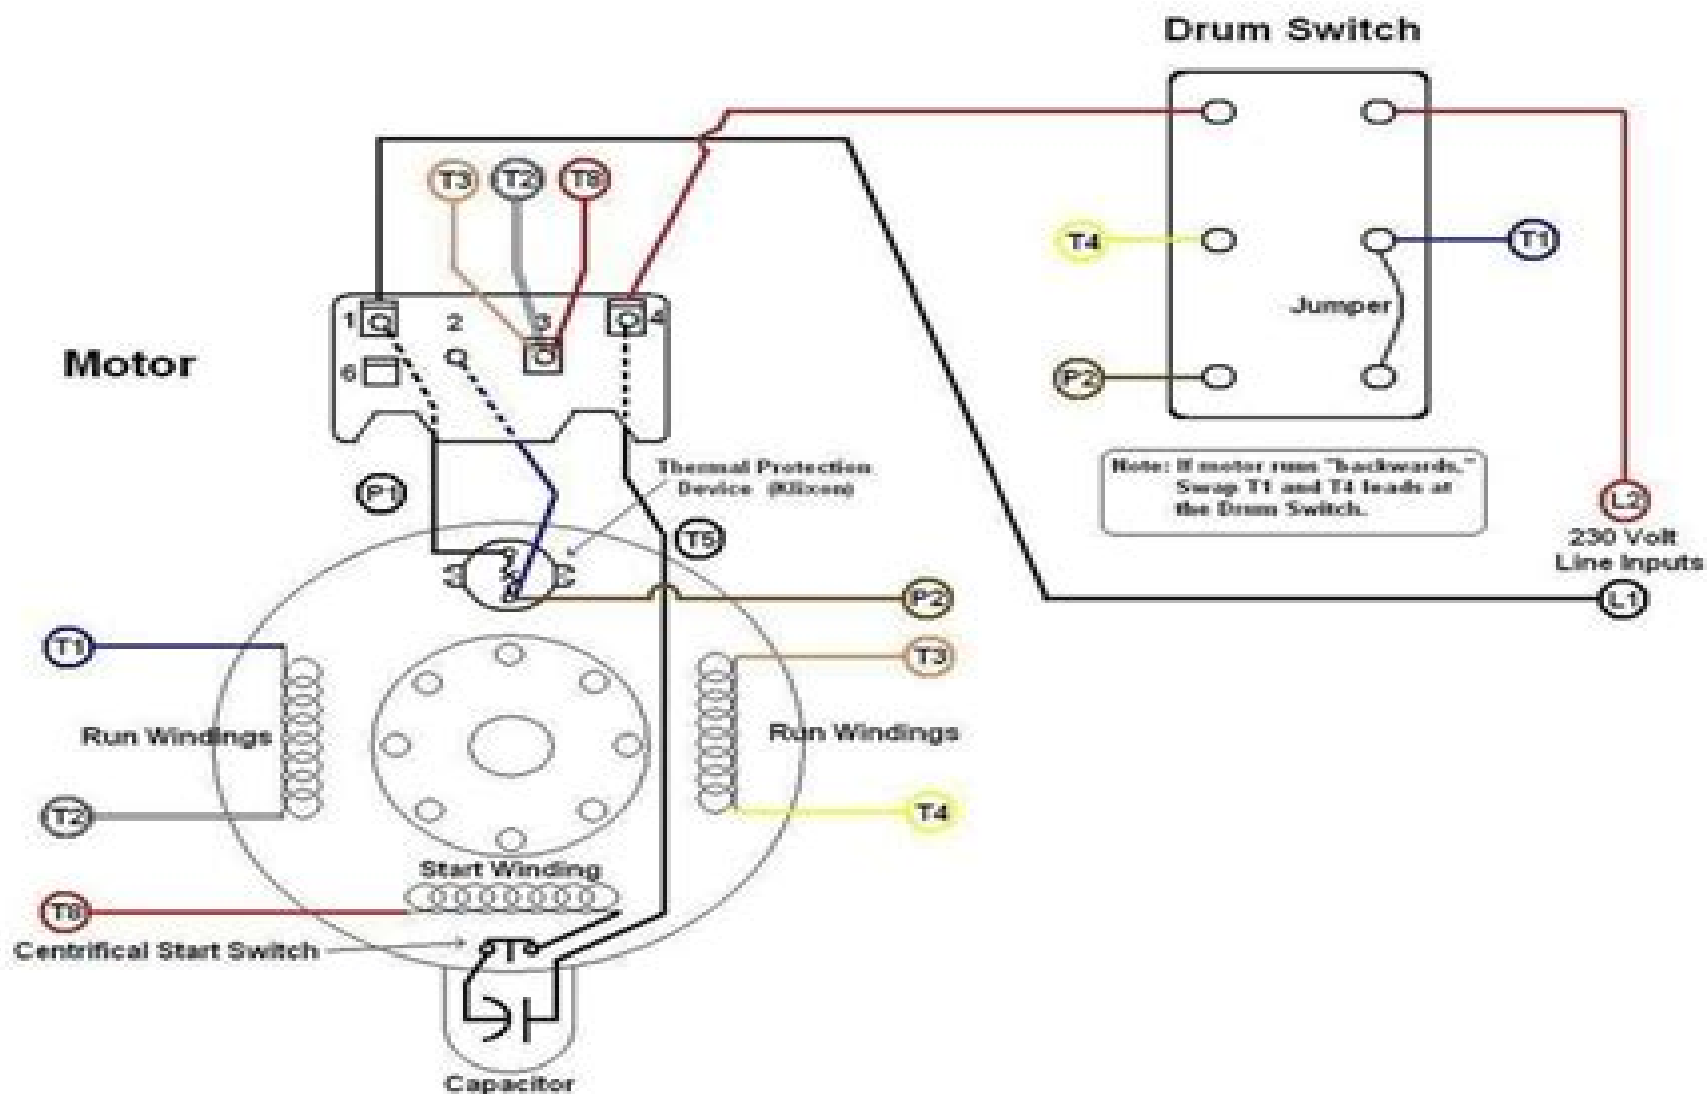 Drum Switch
T3 T2 T8
T4
T1
1 2 3 4
Jumper
Motor
6
P2
Thermal Protection
Device (Klixon)
P1
Note: If motor runs "backwards,"
Swap T1 and T4 leads at
the Drum Switch.
L2
T5
230 Volt
Line Inputs
P2
L1
T1
T3
Run Windings
Run Windings
T2
T4
Start Winding
T8
Centrifical Start Switch
Capacitor